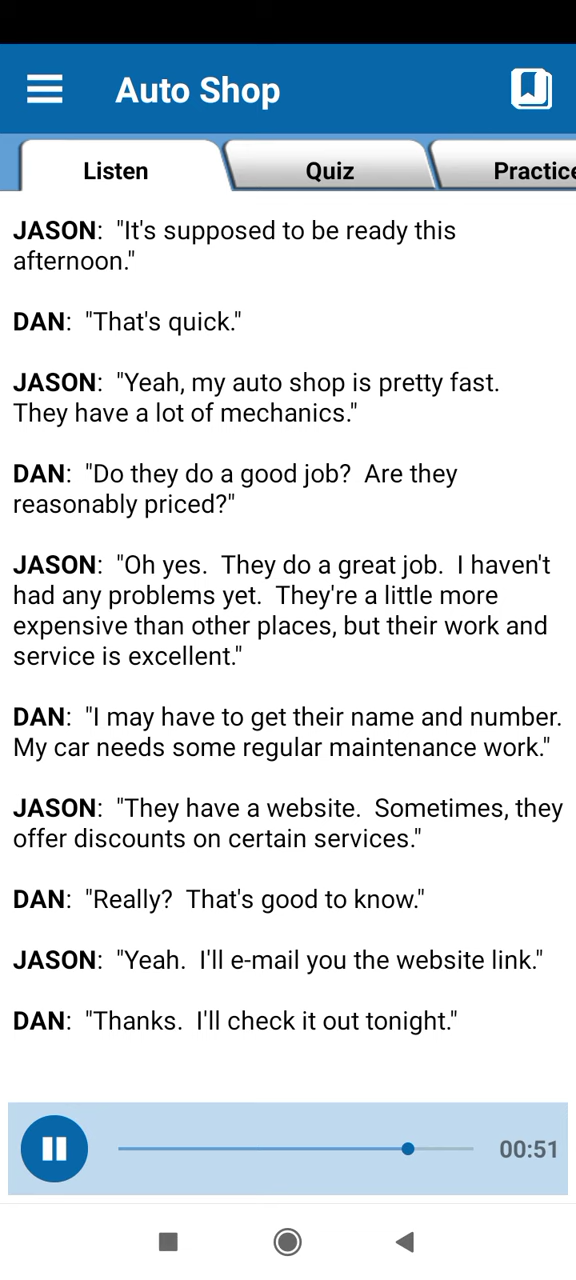 Auto Shop
Listen
Quiz
Practice
JASON:  "It's supposed to be ready this
afternoon."
DAN:  "That's quick."
JASON:  "Yeah, my auto shop is pretty fast.
They have a lot of mechanics."
DAN:  "Do they do a good job?  Are they
reasonably priced?"
JASON:  "Oh yes.  They do a great job.  I haven't
had any problems yet.  They're a little more
expensive than other places, but their work and
service is excellent."
DAN:  "I may have to get their name and number.
My car needs some regular maintenance work."
JASON:  "They have a website.  Sometimes, they
offer discounts on certain services."
DAN:  "Really?  That's good to know."
JASON:  "Yeah.  I'll e-mail you the website link."
DAN:  "Thanks.  I'll check it out tonight."
00:51